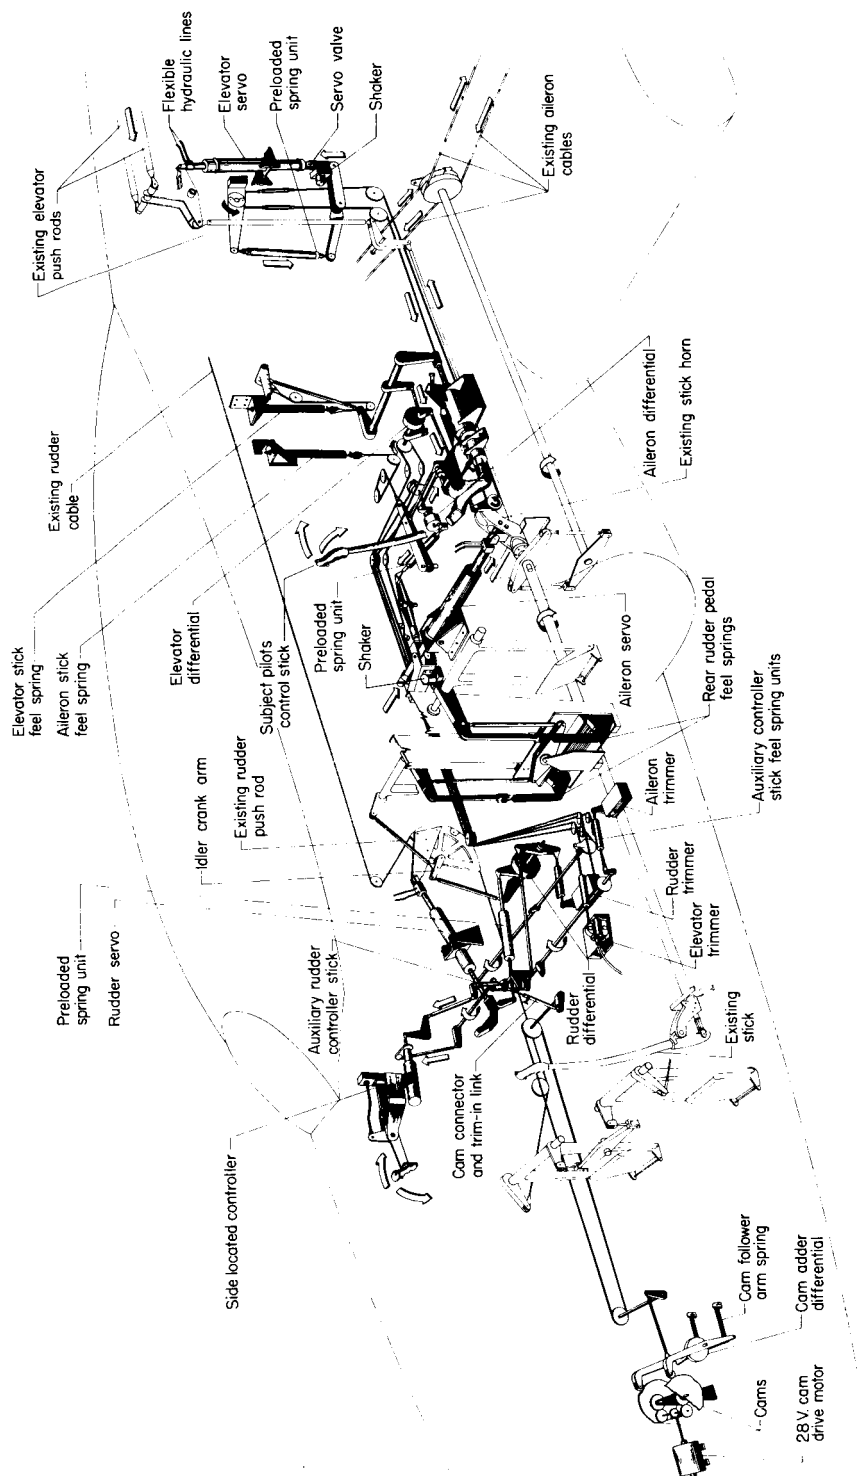 Existing elevator
push rods
Flexible
hydraulic lines
Elevator
servo
Preloaded
spring unit
Servo valve
Shaker
Existing aileron
cables
Existing rudder
cable
Elevator stick
feel spring
Aileron stick
feel spring
Elevator
differential
Subject pilots
control stick
Preloaded
spring unit
Shaker
Aileron differential
Existing stick horn
Aileron servo
Rear rudder pedal
feel springs
Existing rudder
push rod
Idler crank arm
Preloaded
spring unit
Rudder servo
Auxiliary rudder
controller stick
Aileron
trimmer
Auxiliary controller
stick feel spring units
Rudder
trimmer
Elevator
trimmer
Rudder
differential
Existing
stick
Cam connector
and trim-in link
Side located controller
Cam follower
arm spring
Cam adder
differential
Cams
28 V. cam
drive motor